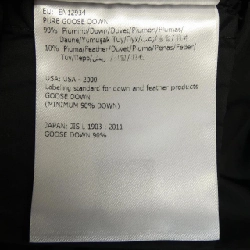 EU: EN 12934
PURE GOOSE DOWN
90% Piumino/Down/Duvet/Plumon/Plumas/
10% Piuma/Feather/Duvet/Pluma/Penas/Feder/
USA: USA - 2000
Labeling standard for down and feather products
GOOSE DOWN
(MINIMUM 90% DOWN)
JAPAN: JIS L 1903 - 2011
GOOSE DOWN 90%